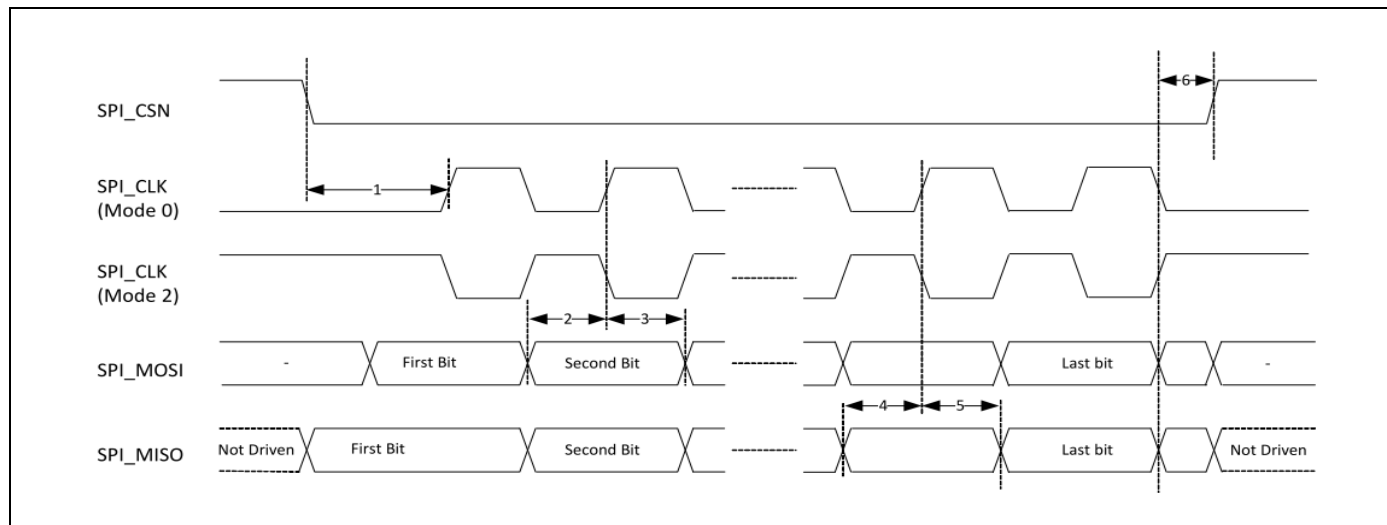 SPI_CSN
6
SPI_CLK
(Mode 0)
1
SPI_CLK
(Mode 2)
2
3
SPI_MOSI
-
First Bit
Second Bit
Last bit
-
4
5
SPI_MISO
Not Driven
First Bit
Second Bit
Last bit
Not Driven